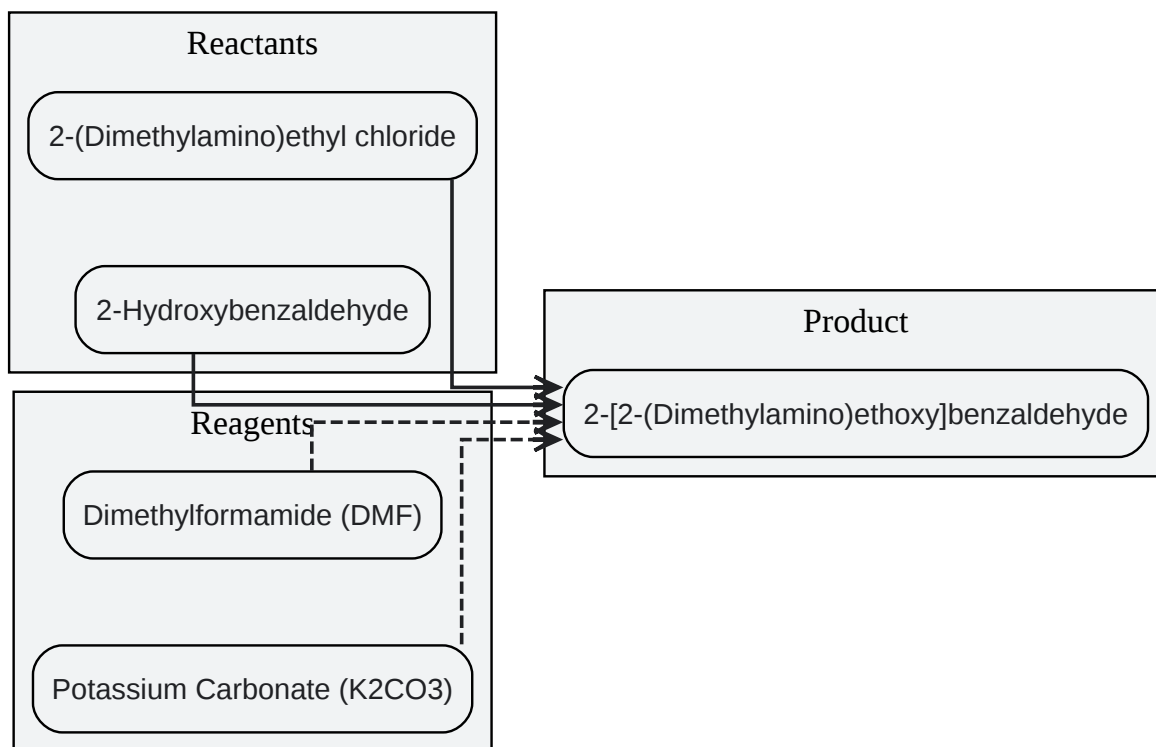 Reactants
2-(Dimethylamino)ethyl chloride
2-Hydroxybenzaldehyde
Reagents
Dimethylformamide (DMF)
Potassium Carbonate (K2CO3)
Product
2-[2-(Dimethylamino)ethoxy]benzaldehyde